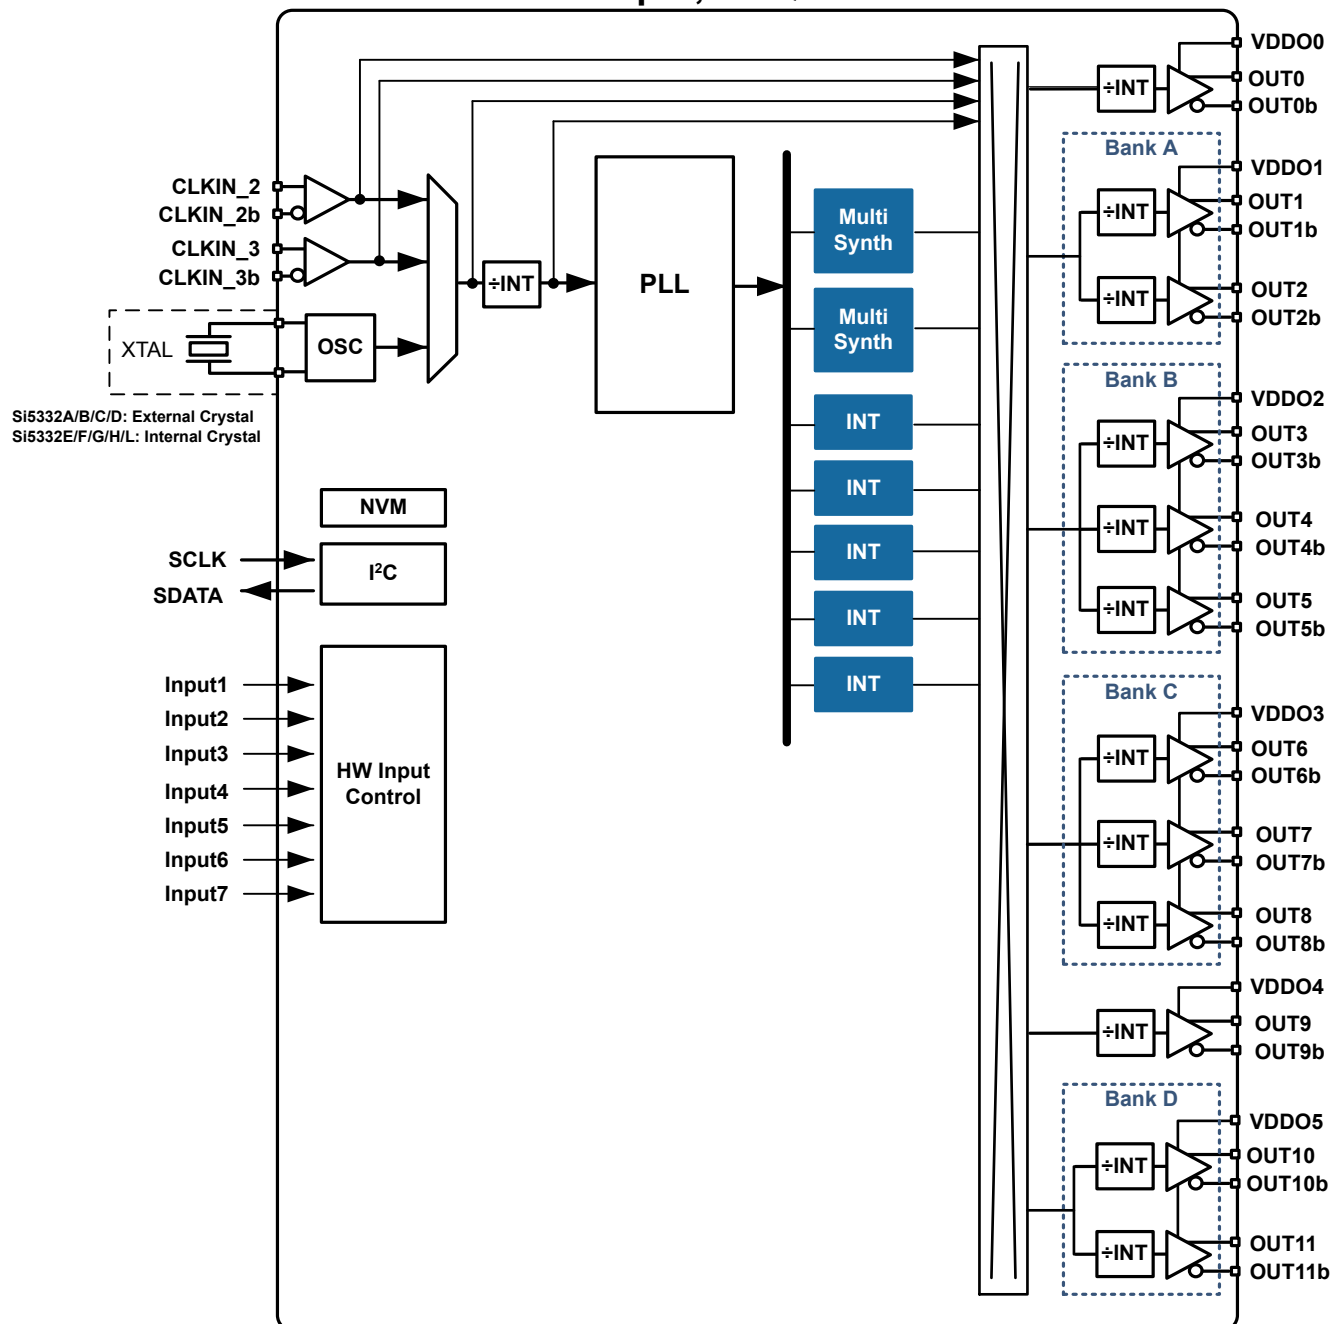 VDDO0
OUT0
OUT0b
÷INT
Bank A
VDDO1
OUT1
OUT1b
÷INT
OUT2
OUT2b
÷INT
CLKIN_2
CLKIN_2b
CLKIN_3
CLKIN_3b
XTAL
OSC
÷INT
PLL
Si5332A/B/C/D: External Crystal
Si5332E/F/G/H/L: Internal Crystal
Multi
Synth
Multi
Synth
INT
INT
INT
INT
INT
NVM
SCLK
SDATA
I²C
Input1
Input2
Input3
Input4
Input5
Input6
Input7
HW Input
Control
Bank B
VDDO2
OUT3
OUT3b
÷INT
OUT4
OUT4b
÷INT
OUT5
OUT5b
÷INT
Bank C
VDDO3
OUT6
OUT6b
÷INT
OUT7
OUT7b
÷INT
OUT8
OUT8b
÷INT
VDDO4
OUT9
OUT9b
÷INT
Bank D
VDDO5
OUT10
OUT10b
÷INT
OUT11
OUT11b
÷INT